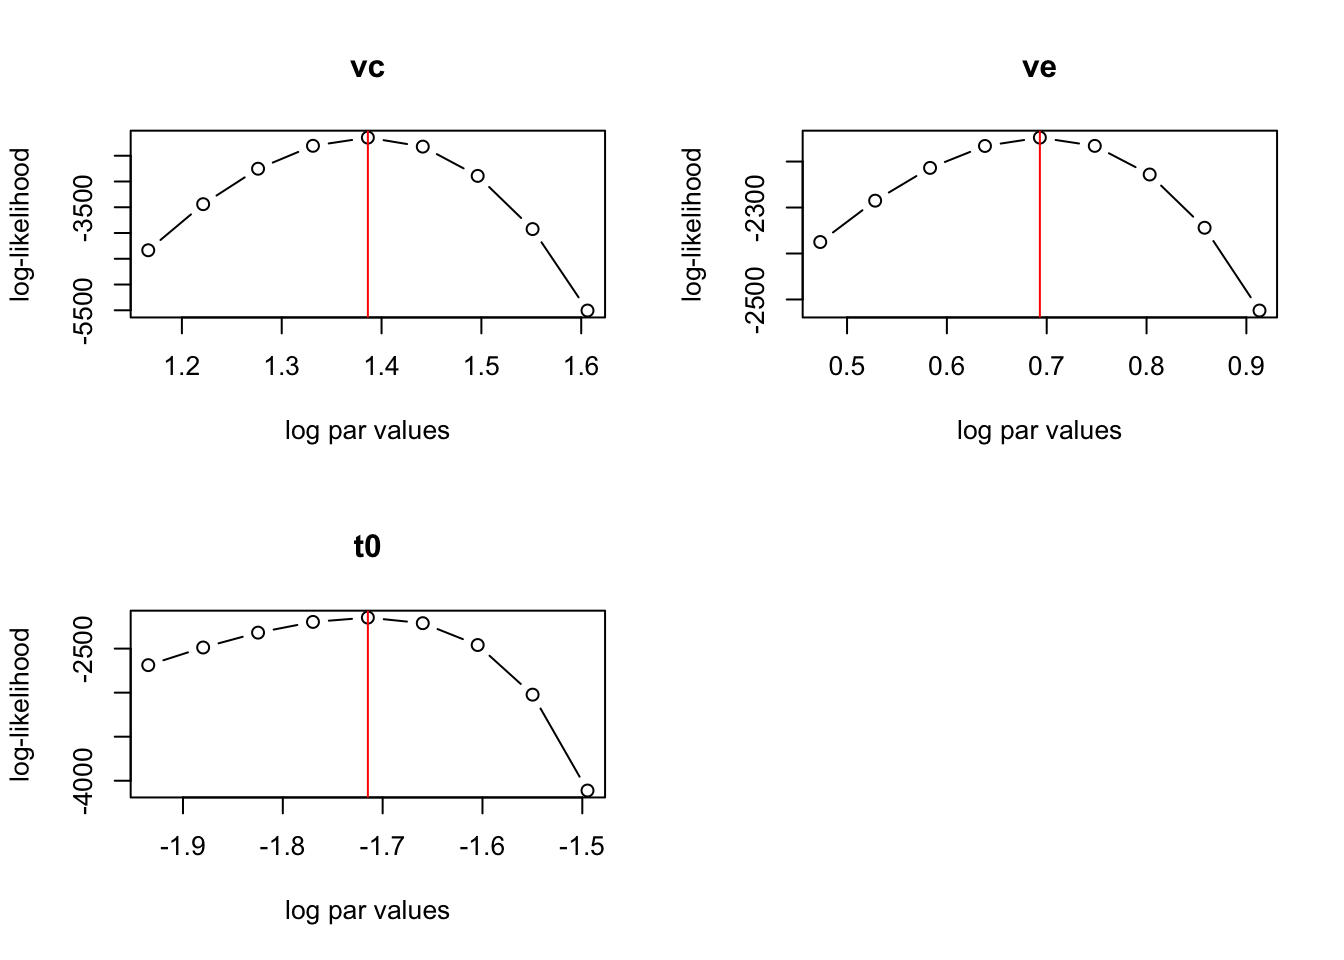 vc
log-likelihood
-3500
-5500
1.2 1.3 1.4 1.5 1.6
log par values
ve
log-likelihood
-2300
-2500
0.5 0.6 0.7 0.8 0.9
log par values
t0
log-likelihood
-2500
-4000
-1.9 -1.8 -1.7 -1.6 -1.5
log par values